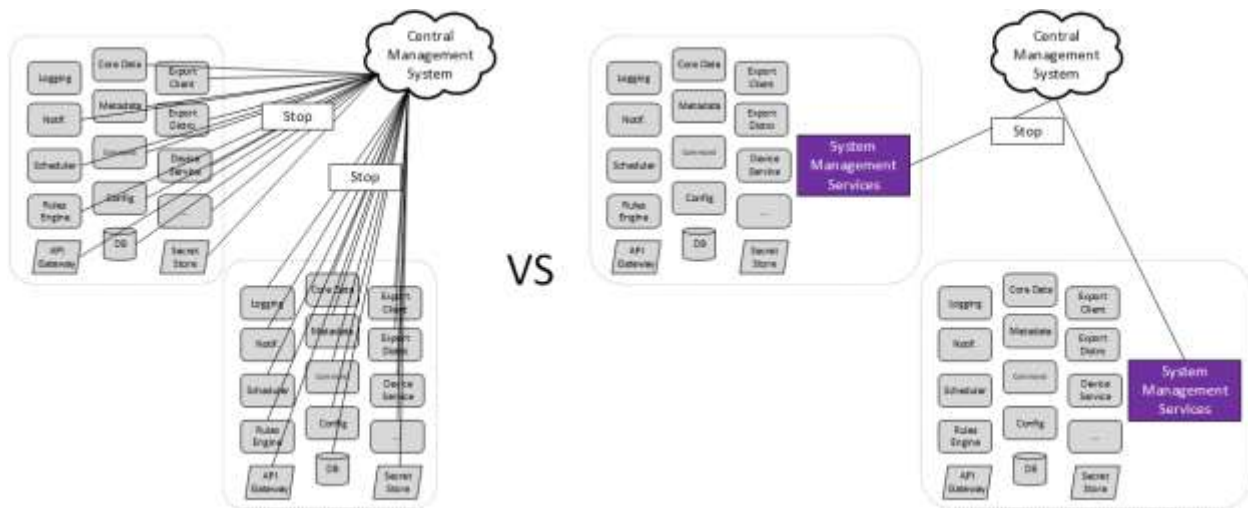 Central
Management
System
Core Data
Logging
Export
Client
Metadata
Notif
Export
Distro
Stop
Command
Scheduler
Device
Service
Stop
Config
Rules
Engine
...
DB
API
Gateway
Secret
Store
Core Data
Logging
Export
Client
Metadata
Notif
Export
Distro
Command
Scheduler
Device
Service
Config
Rules
Engine
...
DB
API
Gateway
Secret
Store
VS
Central
Management
System
Core Data
Logging
Export
Client
Metadata
Notif
Export
Distro
Stop
Command
Scheduler
Device
Service
System
Management
Services
Config
Rules
Engine
...
DB
API
Gateway
Secret
Store
Core Data
Logging
Export
Client
Metadata
Notif
Export
Distro
Command
Scheduler
Device
Service
System
Management
Services
Config
Rules
Engine
...
DB
API
Gateway
Secret
Store